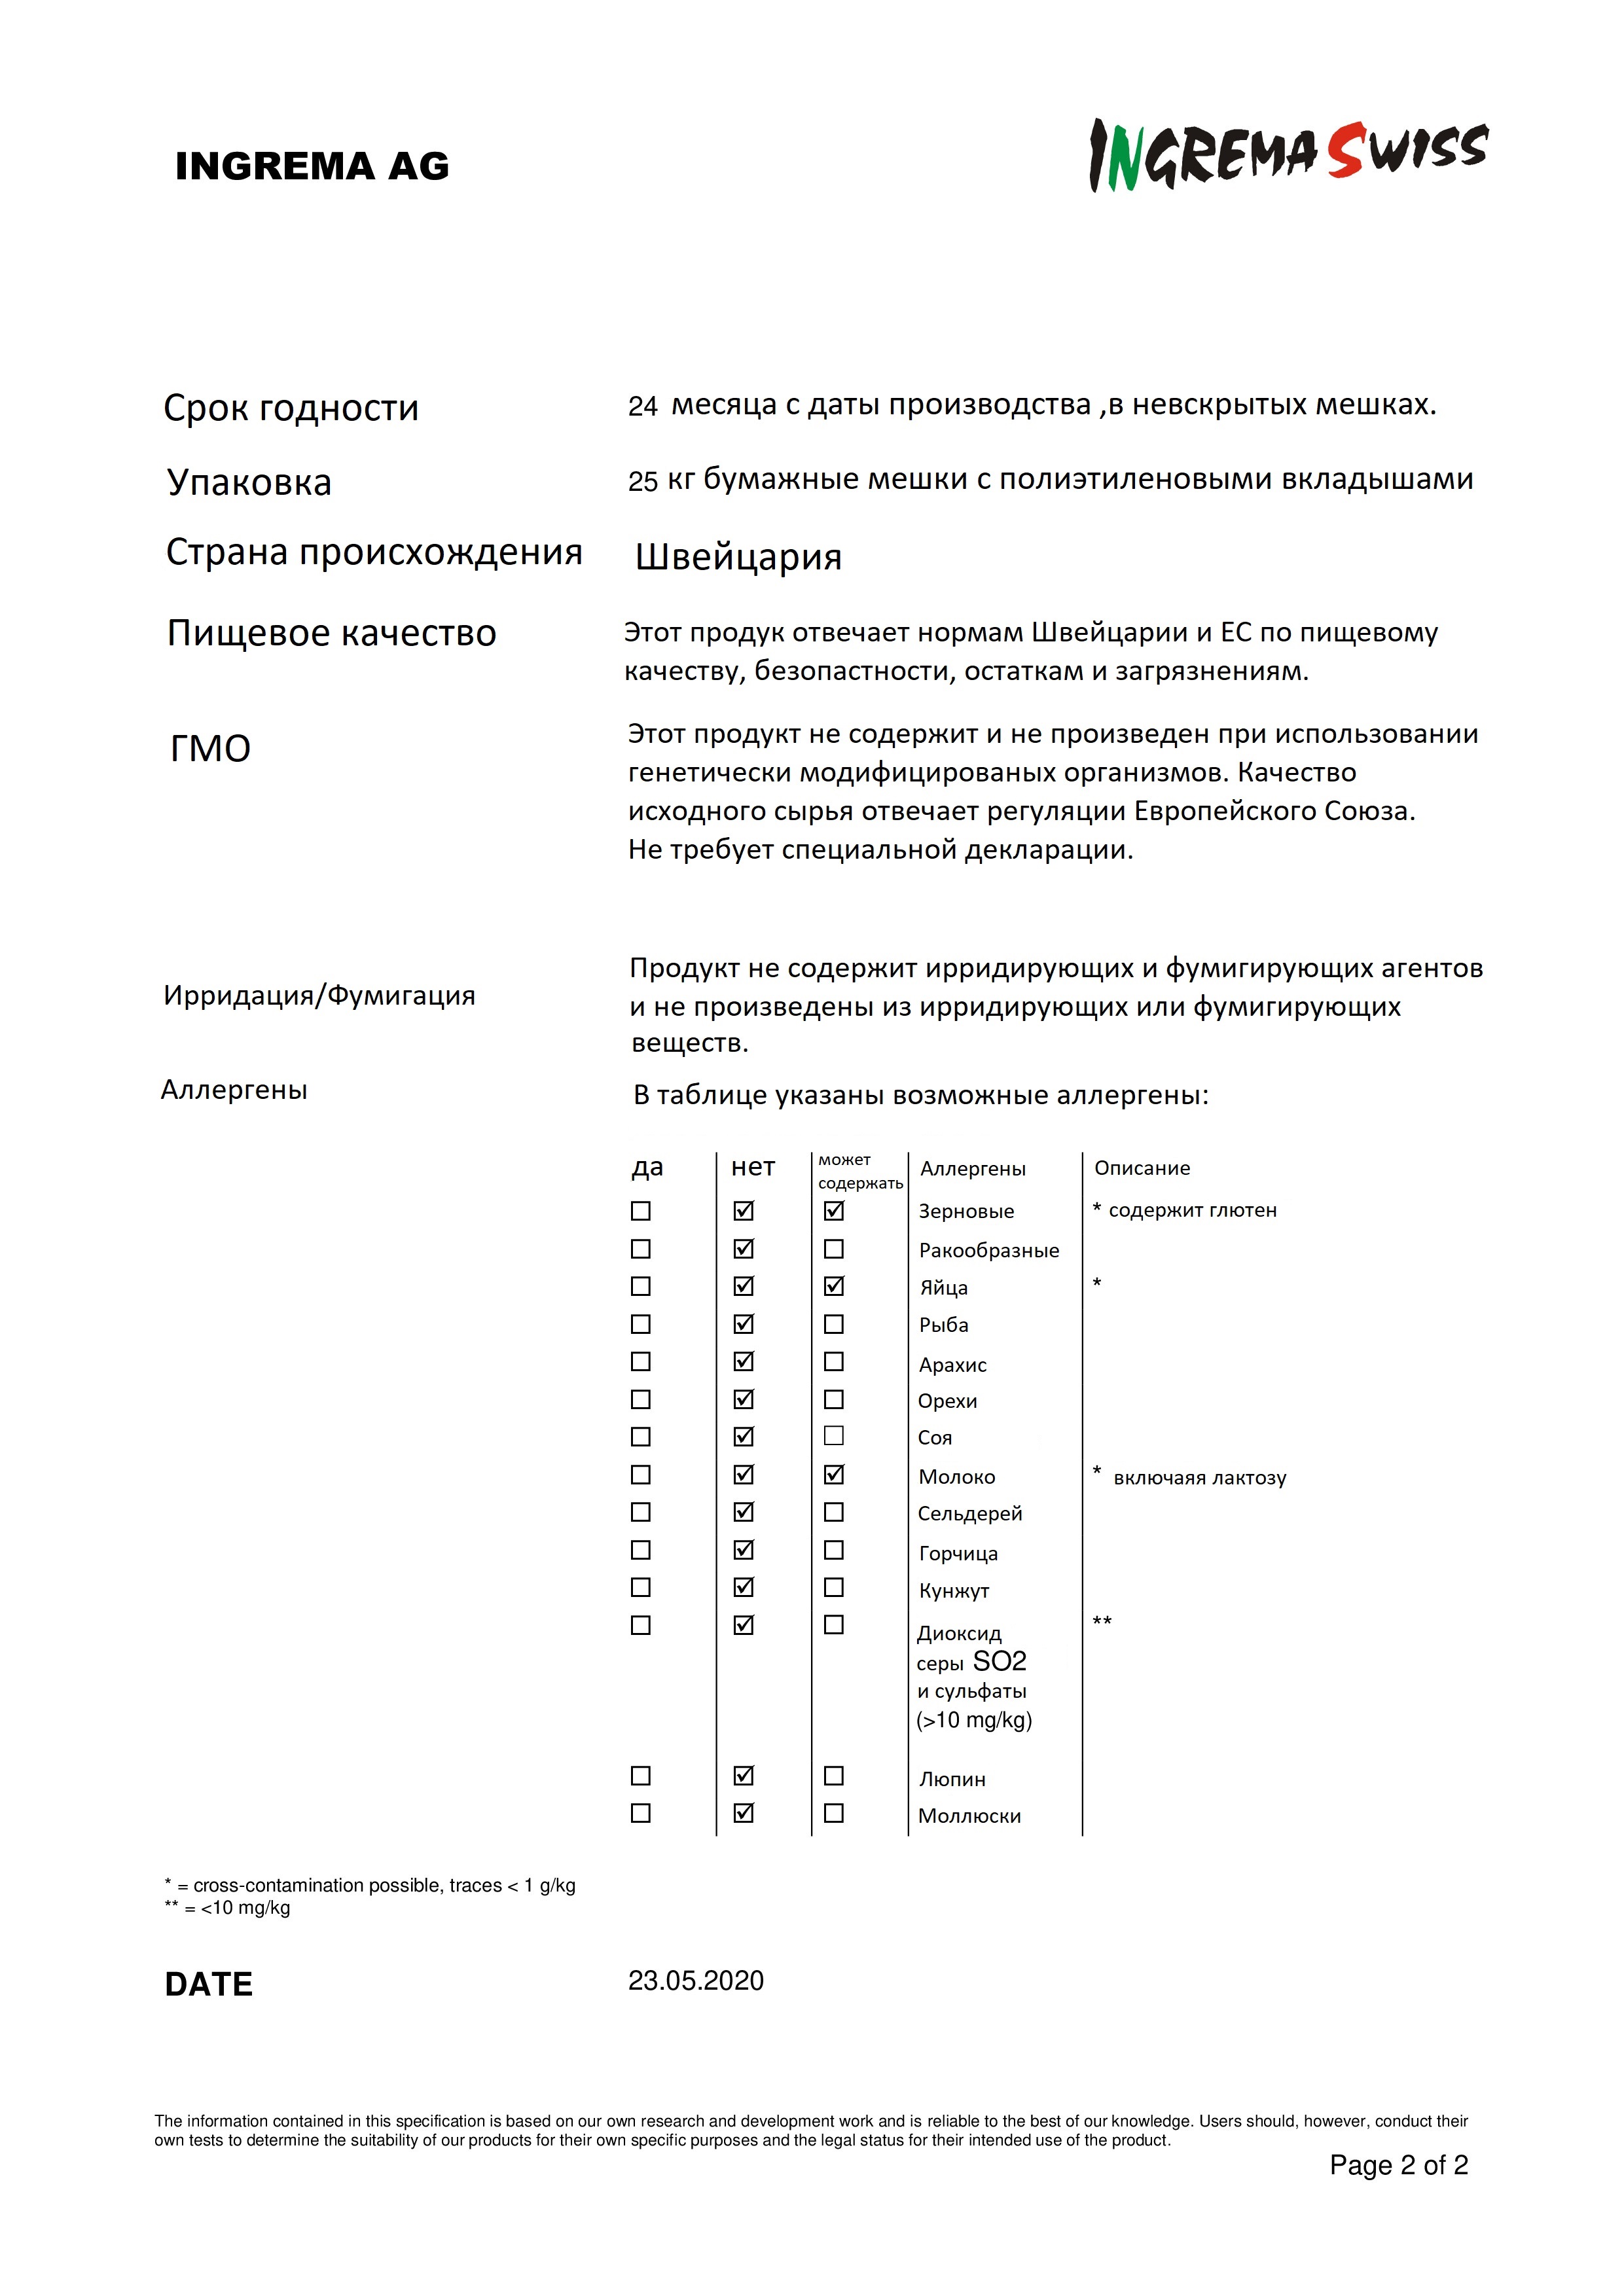 INGREMA AG
INGREMA SWISS
Срок годности 24 месяца с даты производства ,в невскрытых мешках.
Упаковка 25 кг бумажные мешки с полиэтиленовыми вкладышами
Страна происхождения Швейцария
Пищевое качество Этот продук отвечает нормам Швейцарии и ЕС по пищевому
качеству, безопастности, остаткам и загрязнениям.
ГМО Этот продукт не содержит и не произведен при использовании
генетически модифицированых организмов. Качество
исходного сырья отвечает регуляции Европейского Союза.
Не требует специальной декларации.
Ирридация/Фумигация Продукт не содержит ирридирующих и фумигирующих агентов
и не произведены из ирридирующих или фумигирующих
веществ.
Аллергены В таблице указаны возможные аллергены:
да нет может содержать Аллергены Описание
☐ ☑ ☑ Зерновые * содержит глютен
☐ ☑ ☐ Ракообразные
☐ ☑ ☑ Яйца *
☐ ☑ ☐ Рыба
☐ ☑ ☐ Арахис
☐ ☑ ☐ Орехи
☐ ☑ ☐ Соя
☐ ☑ ☑ Молоко * включаяя лактозу
☐ ☑ ☐ Сельдерей
☐ ☑ ☐ Горчица
☐ ☑ ☐ Кунжут
☐ ☑ ☐ Диоксид **
серы SO2
и сульфаты
(>10 mg/kg)
☐ ☑ ☐ Люпин
☐ ☑ ☐ Моллюски
* = cross-contamination possible, traces < 1 g/kg
** = <10 mg/kg
DATE 23.05.2020
The information contained in this specification is based on our own research and development work and is reliable to the best of our knowledge. Users should, however, conduct their
own tests to determine the suitability of our products for their own specific purposes and the legal status for their intended use of the product.
Page 2 of 2